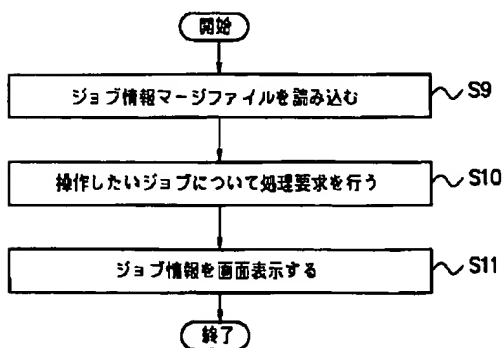 開始
ジョブ情報マージファイルを読み込む
S9
操作したいジョブについて処理要求を行う
S10
ジョブ情報を画面表示する
S11
終了